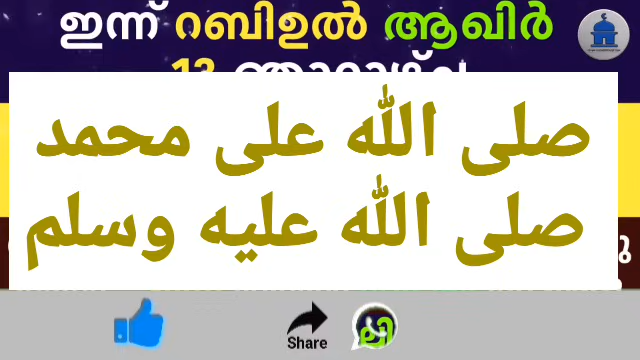 ഇന്ന് റബിഉൽ ആഖിർ
صلى الله على محمد
صلى الله عليه وسلم
Share